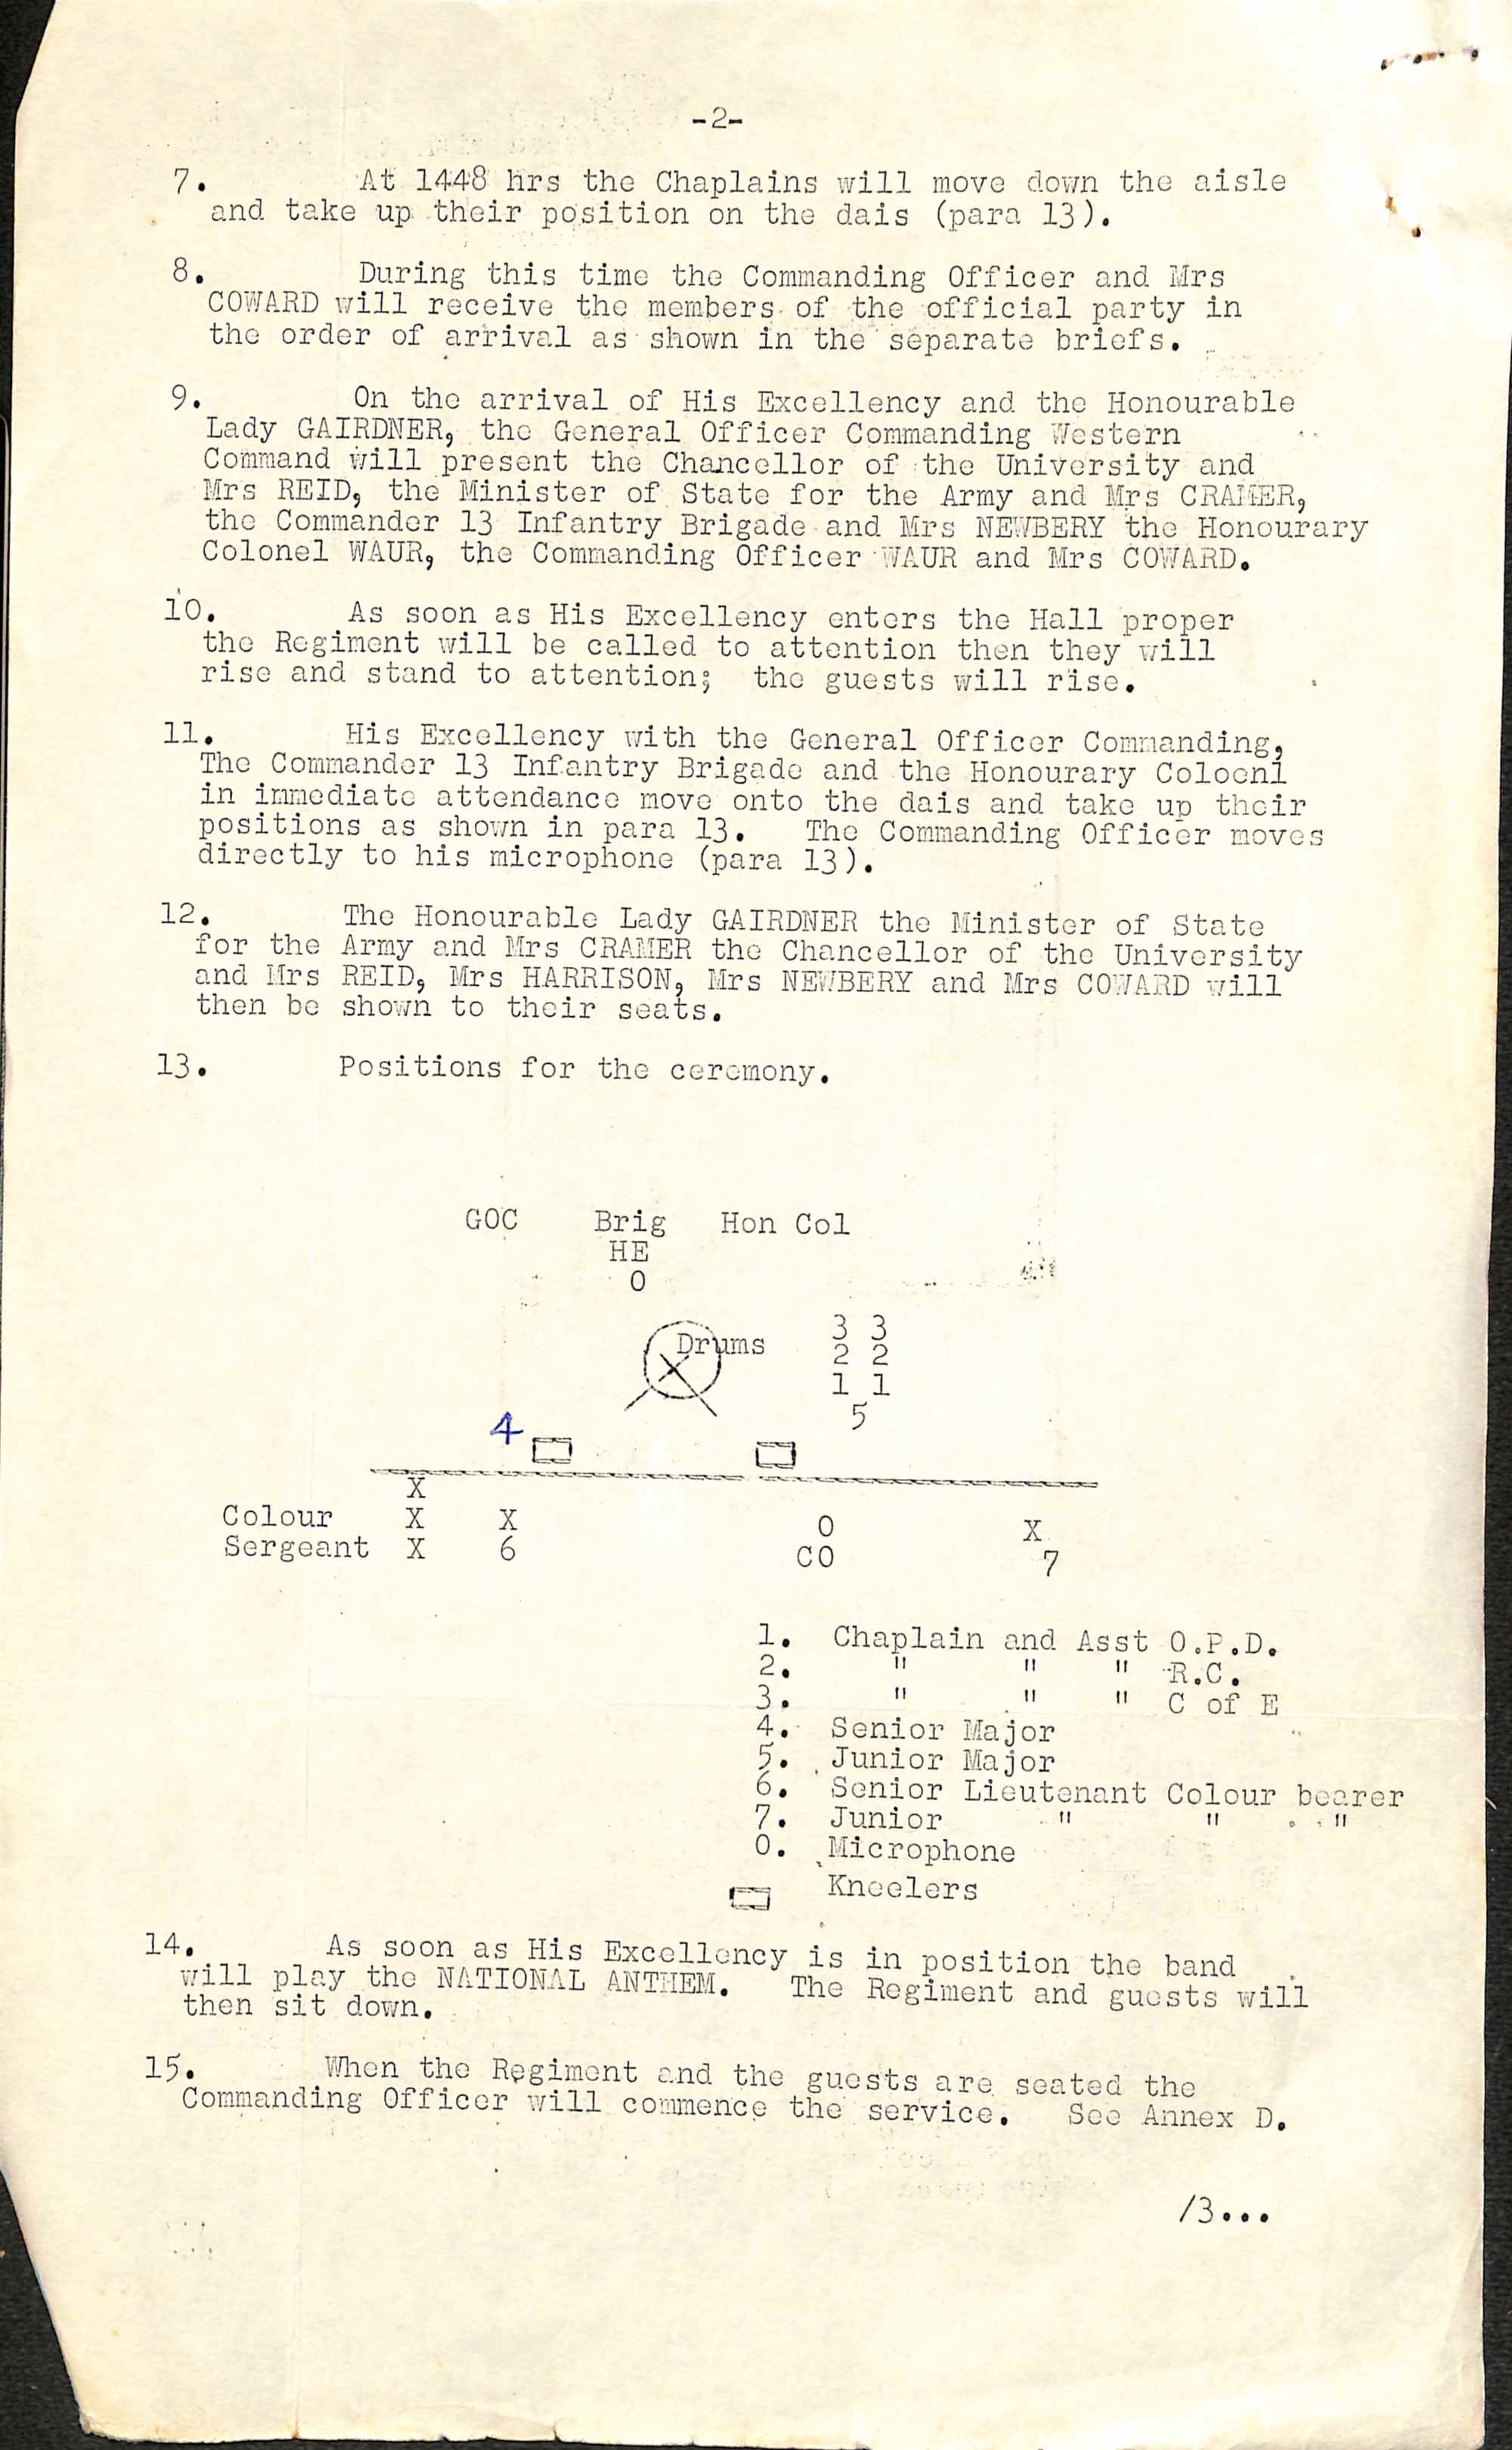 -2-
7. At 1448 hrs the Chaplains will move down the aisle
and take up their position on the dais (para 13).
8. During this time the Commanding Officer and Mrs
COWARD will receive the members of the official party in
the order of arrival as shown in the separate briefs.
9. On the arrival of His Excellency and the Honourable
Lady GAIRDNER, the General Officer Commanding Western
Command will present the Chancellor of the University and
Mrs REID, the Minister of State for the Army and Mrs CRAMER,
the Commander 13 Infantry Brigade and Mrs NEWBERY the Honourary
Colonel WAUR, the Commanding Officer WAUR and Mrs COWARD.
10. As soon as His Excellency enters the Hall proper
the Regiment will be called to attention then they will
rise and stand to attention; the guests will rise.
11. His Excellency with the General Officer Commanding,
The Commander 13 Infantry Brigade and the Honourary Coloenl
in immediate attendance move onto the dais and take up their
positions as shown in para 13. The Commanding Officer moves
directly to his microphone (para 13).
12. The Honourable Lady GAIRDNER the Minister of State
for the Army and Mrs CRAMER the Chancellor of the University
and Mrs REID, Mrs HARRISON, Mrs NEWBERY and Mrs COWARD will
then be shown to their seats.
13. Positions for the ceremony.
GOC Brig Hon Col
HE
O
3 3
Drums 2 2
1 1
5
4
X
Colour X X O X
Sergeant X 6 CO 7
1. Chaplain and Asst O.P.D.
2. " " " R.C.
3. " " " C of E
4. Senior Major
5. Junior Major
6. Senior Lieutenant Colour bearer
7. Junior " " "
O. Microphone
Kneelers
14. As soon as His Excellency is in position the band
will play the NATIONAL ANTHEM. The Regiment and guests will
then sit down.
15. When the Regiment and the guests are seated the
Commanding Officer will commence the service. See Annex D.
/3...